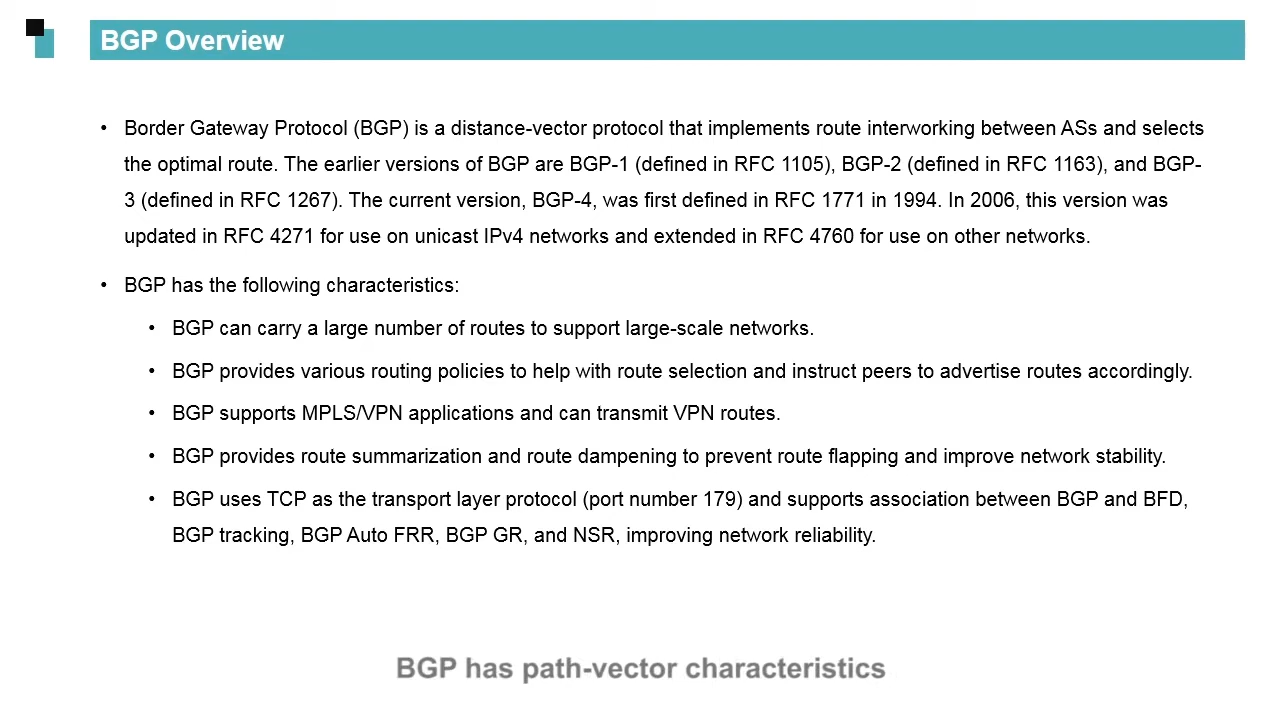 BGP Overview
• Border Gateway Protocol (BGP) is a distance-vector protocol that implements route interworking between ASs and selects
the optimal route. The earlier versions of BGP are BGP-1 (defined in RFC 1105), BGP-2 (defined in RFC 1163), and BGP-
3 (defined in RFC 1267). The current version, BGP-4, was first defined in RFC 1771 in 1994. In 2006, this version was
updated in RFC 4271 for use on unicast IPv4 networks and extended in RFC 4760 for use on other networks.
• BGP has the following characteristics:
• BGP can carry a large number of routes to support large-scale networks.
• BGP provides various routing policies to help with route selection and instruct peers to advertise routes accordingly.
• BGP supports MPLS/VPN applications and can transmit VPN routes.
• BGP provides route summarization and route dampening to prevent route flapping and improve network stability.
• BGP uses TCP as the transport layer protocol (port number 179) and supports association between BGP and BFD,
BGP tracking, BGP Auto FRR, BGP GR, and NSR, improving network reliability.
BGP has path-vector characteristics